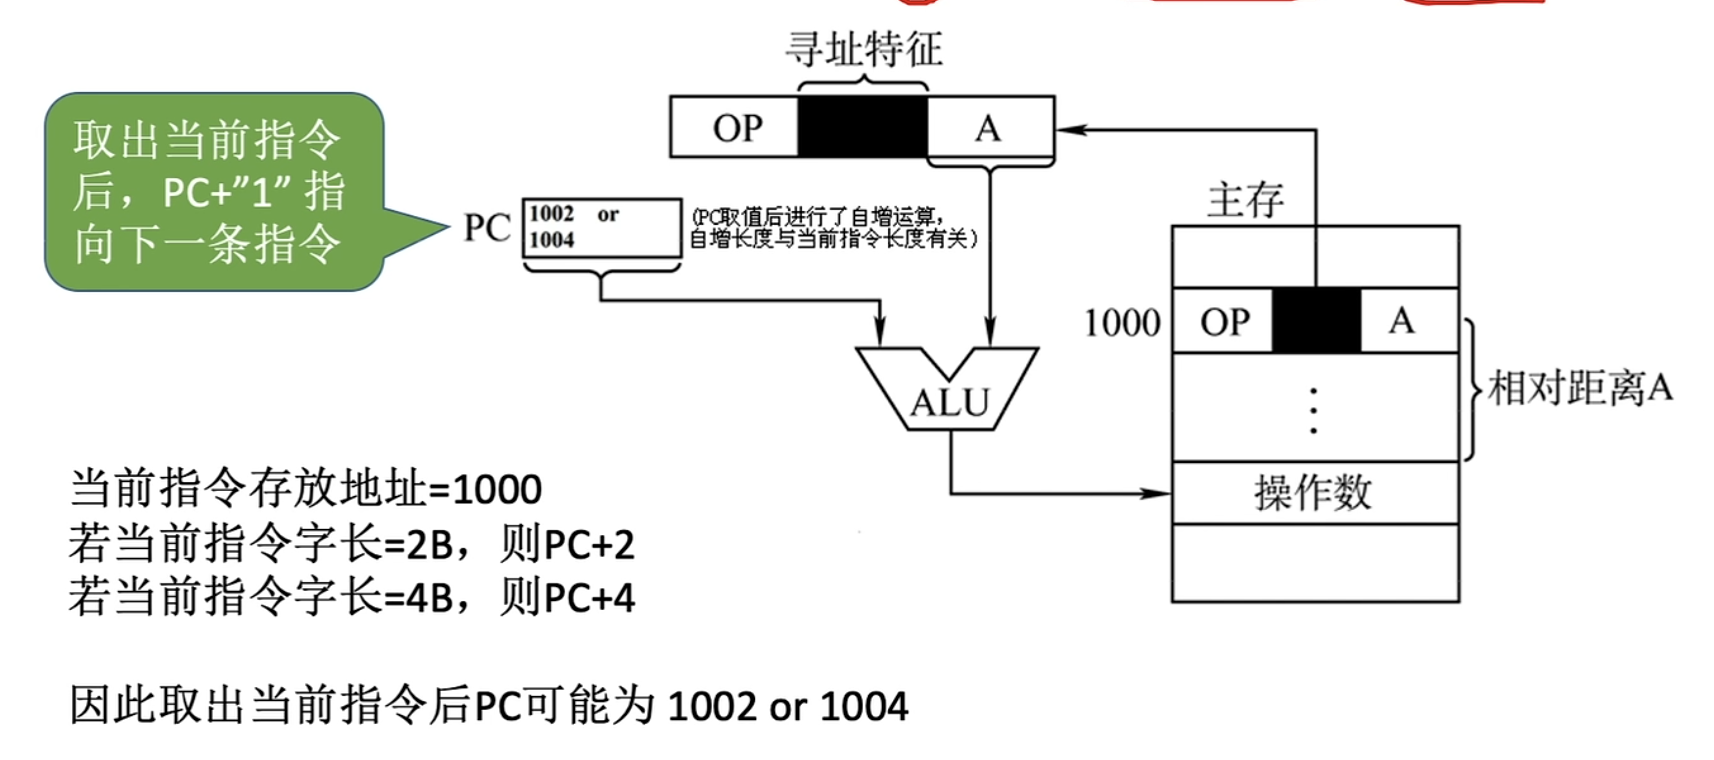 寻址特征
OP
A
取出当前指令
后，PC+”1” 指
向下一条指令
PC
1002 or
1004
(PC取值后进行了自增运算,
自增长度与当前指令长度有关)
主存
1000
OP
A
相对距离A
ALU
操作数
当前指令存放地址=1000
若当前指令字长=2B，则PC+2
若当前指令字长=4B，则PC+4
因此取出当前指令后PC可能为 1002 or 1004